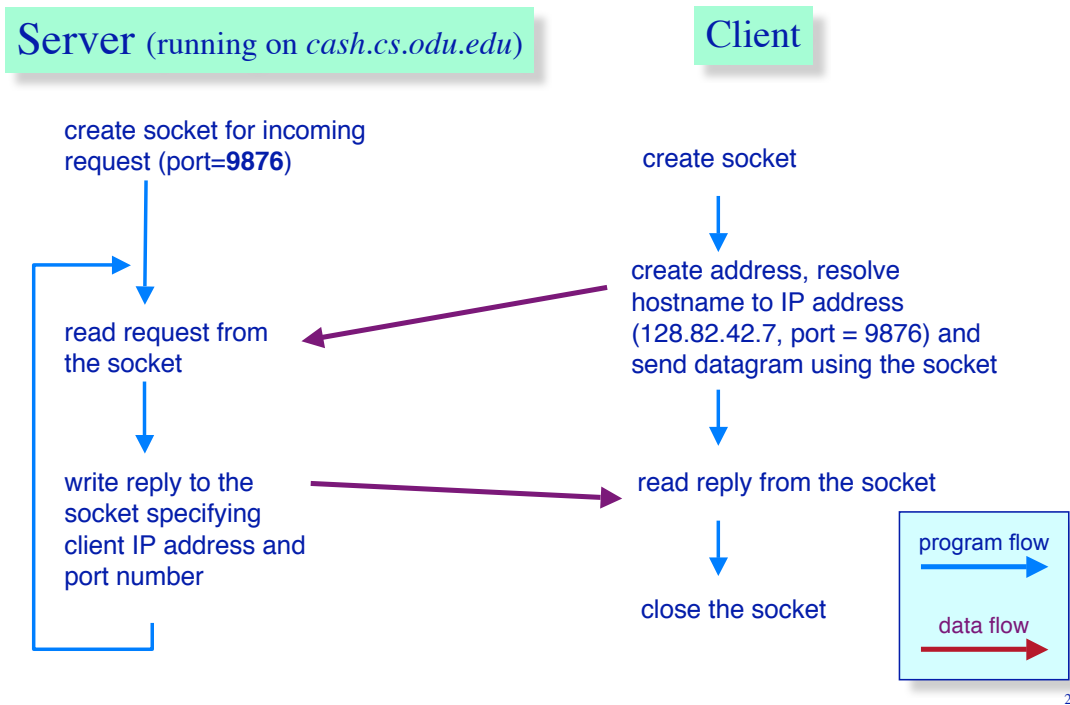 Server (running on cash.cs.odu.edu)
Client
create socket for incoming
request (port=9876)
read request from
the socket
write reply to the
socket specifying
client IP address and
port number
create socket
create address, resolve
hostname to IP address
(128.82.42.7, port = 9876) and
send datagram using the socket
read reply from the socket
close the socket
program flow
data flow
2